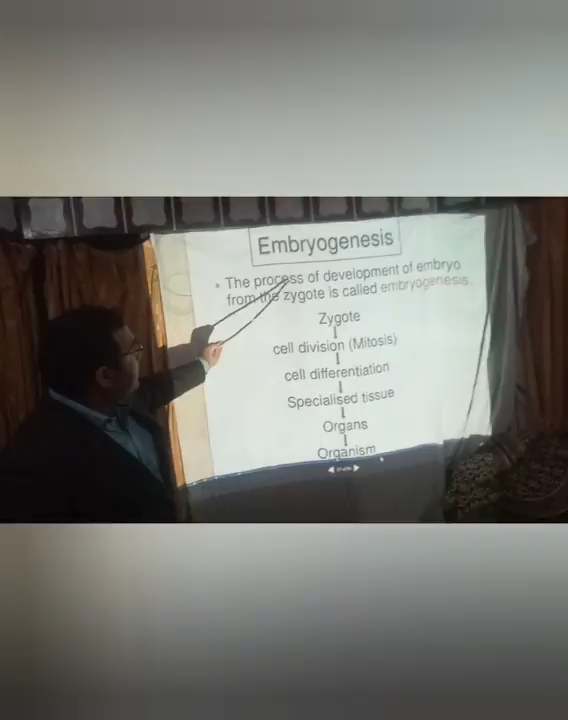 Embryogenesis
• The process of development of embryo
from the zygote is called embryogenesis.
Zygote
cell division (Mitosis)
cell differentiation
Specialised tissue
Organs
Organism